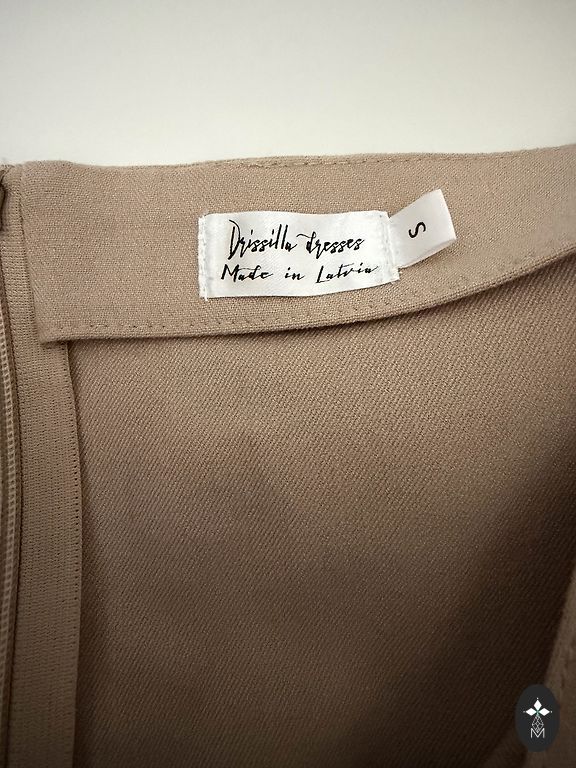 Drissilla dresses
Made in Latvia
S
M